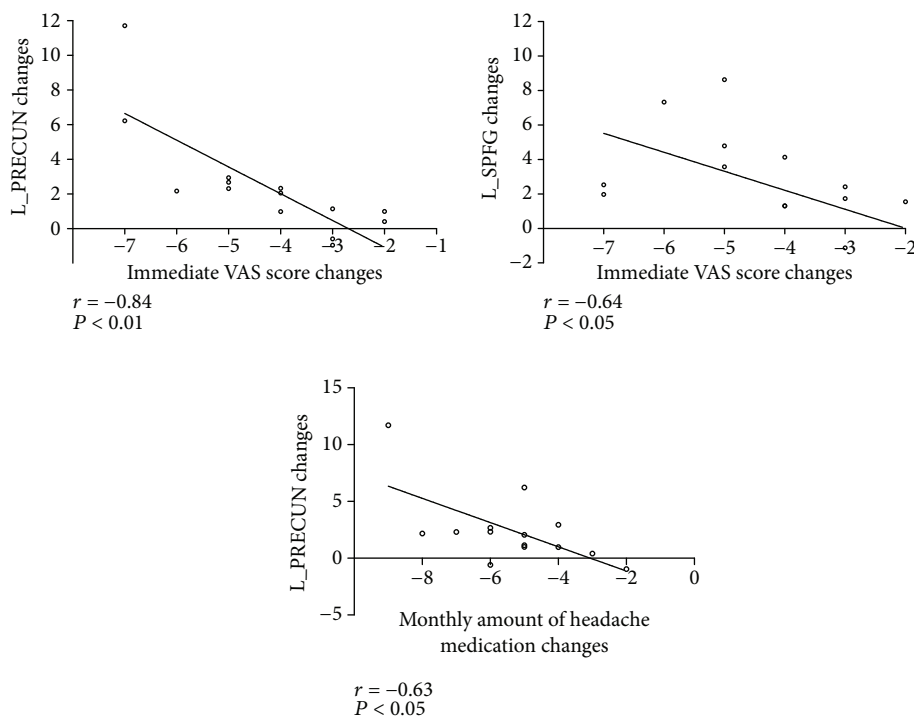 12
10
8
6
4
2
0
L_PRECUN changes
−7
−6
−5
−4
−3
−2
−1
Immediate VAS score changes
r = −0.84
P < 0.01
12
10
8
6
4
2
0
−2
L_SPFG changes
−7
−6
−5
−4
−3
−2
Immediate VAS score changes
r = −0.64
P < 0.05
15
10
5
0
−5
L_PRECUN changes
−8
−6
−4
−2
0
Monthly amount of headache
medication changes
r = −0.63
P < 0.05